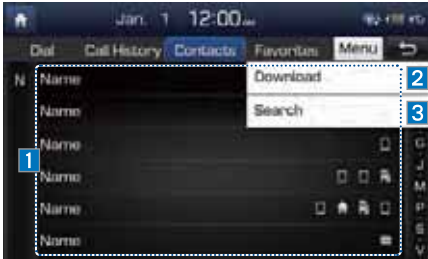 Jan. 1 12:00
Dial Call History Contacts Favorites Menu
N Name Download 2
Name Search 3
Name G
1 J
Name M
Name P
S
Name V